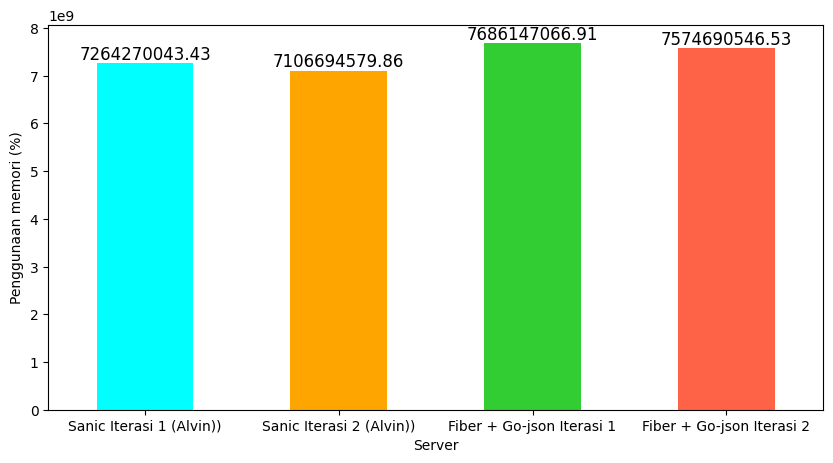 1e9
8
7
6
5
4
3
2
1
0
Penggunaan memori (%)
7264270043.43
7106694579.86
7686147066.91
7574690546.53
Sanic Iterasi 1 (Alvin))
Sanic Iterasi 2 (Alvin))
Fiber + Go-json Iterasi 1
Fiber + Go-json Iterasi 2
Server